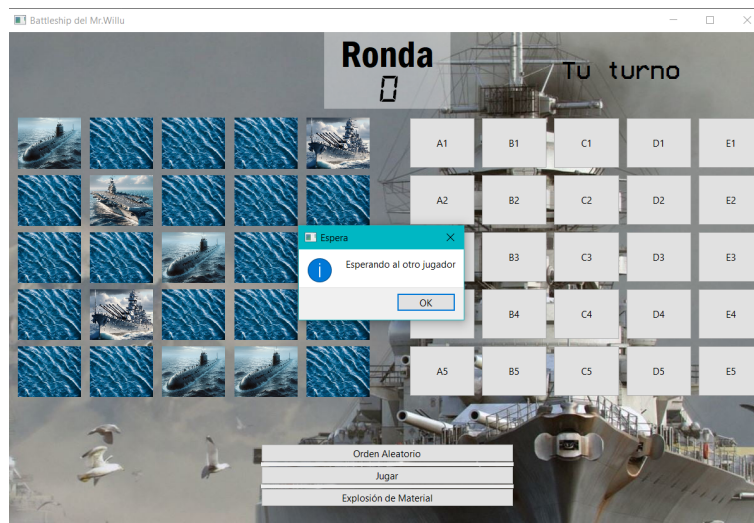 Battleship del Mr.Willu
Ronda
0
Tu turno
A1 B1 C1 D1 E1
A2 B2 C2 D2 E2
Espera
Esperando al otro jugador
OK
B3 C3 D3 E3
B4 C4 D4 E4
A5 B5 C5 D5 E5
Orden Aleatorio
Jugar
Explosión de Material